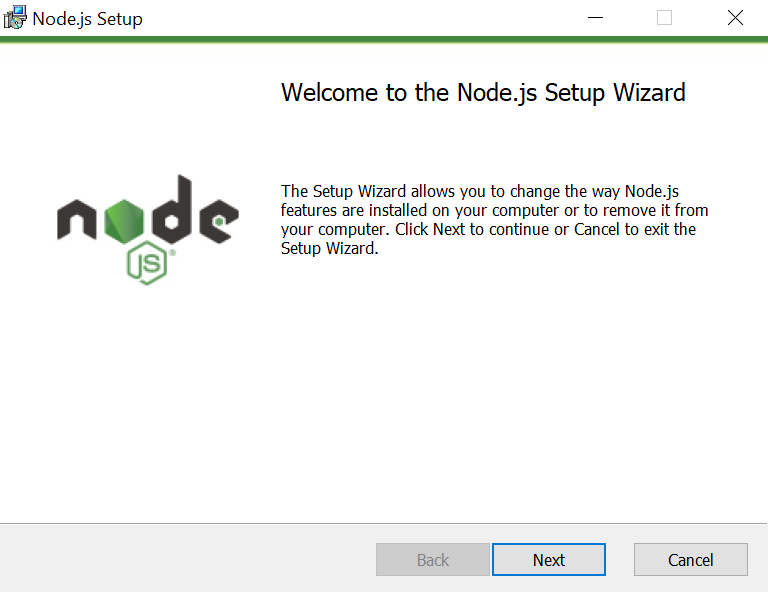 Node.js Setup
Welcome to the Node.js Setup Wizard
node
JS®
The Setup Wizard allows you to change the way Node.js
features are installed on your computer or to remove it from
your computer. Click Next to continue or Cancel to exit the
Setup Wizard.
Back
Next
Cancel